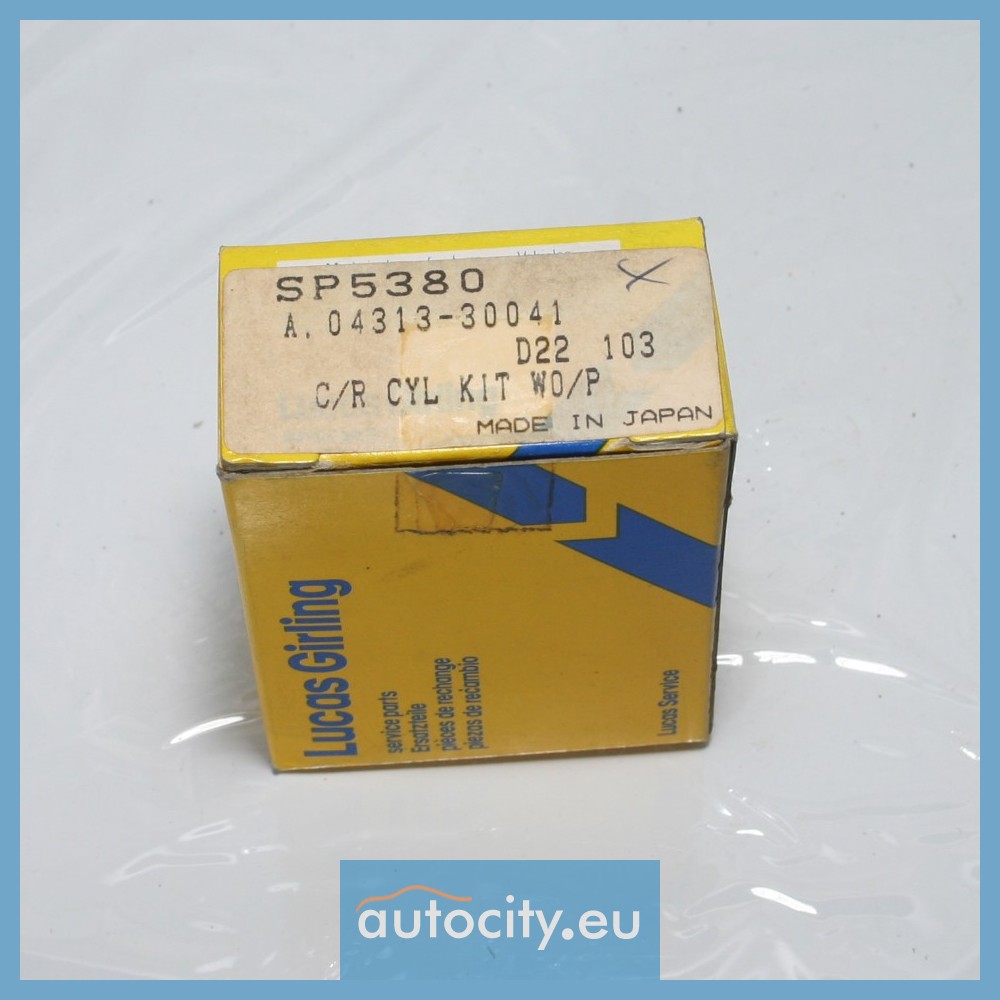 SP5380
A. 04313-30041
D22 103
C/R CYL KIT WO/P
MADE IN JAPAN
Lucas Girling
service parts
Ersatzteile
pièces de rechange
piezas de recambio
Lucas Service
autocity.eu